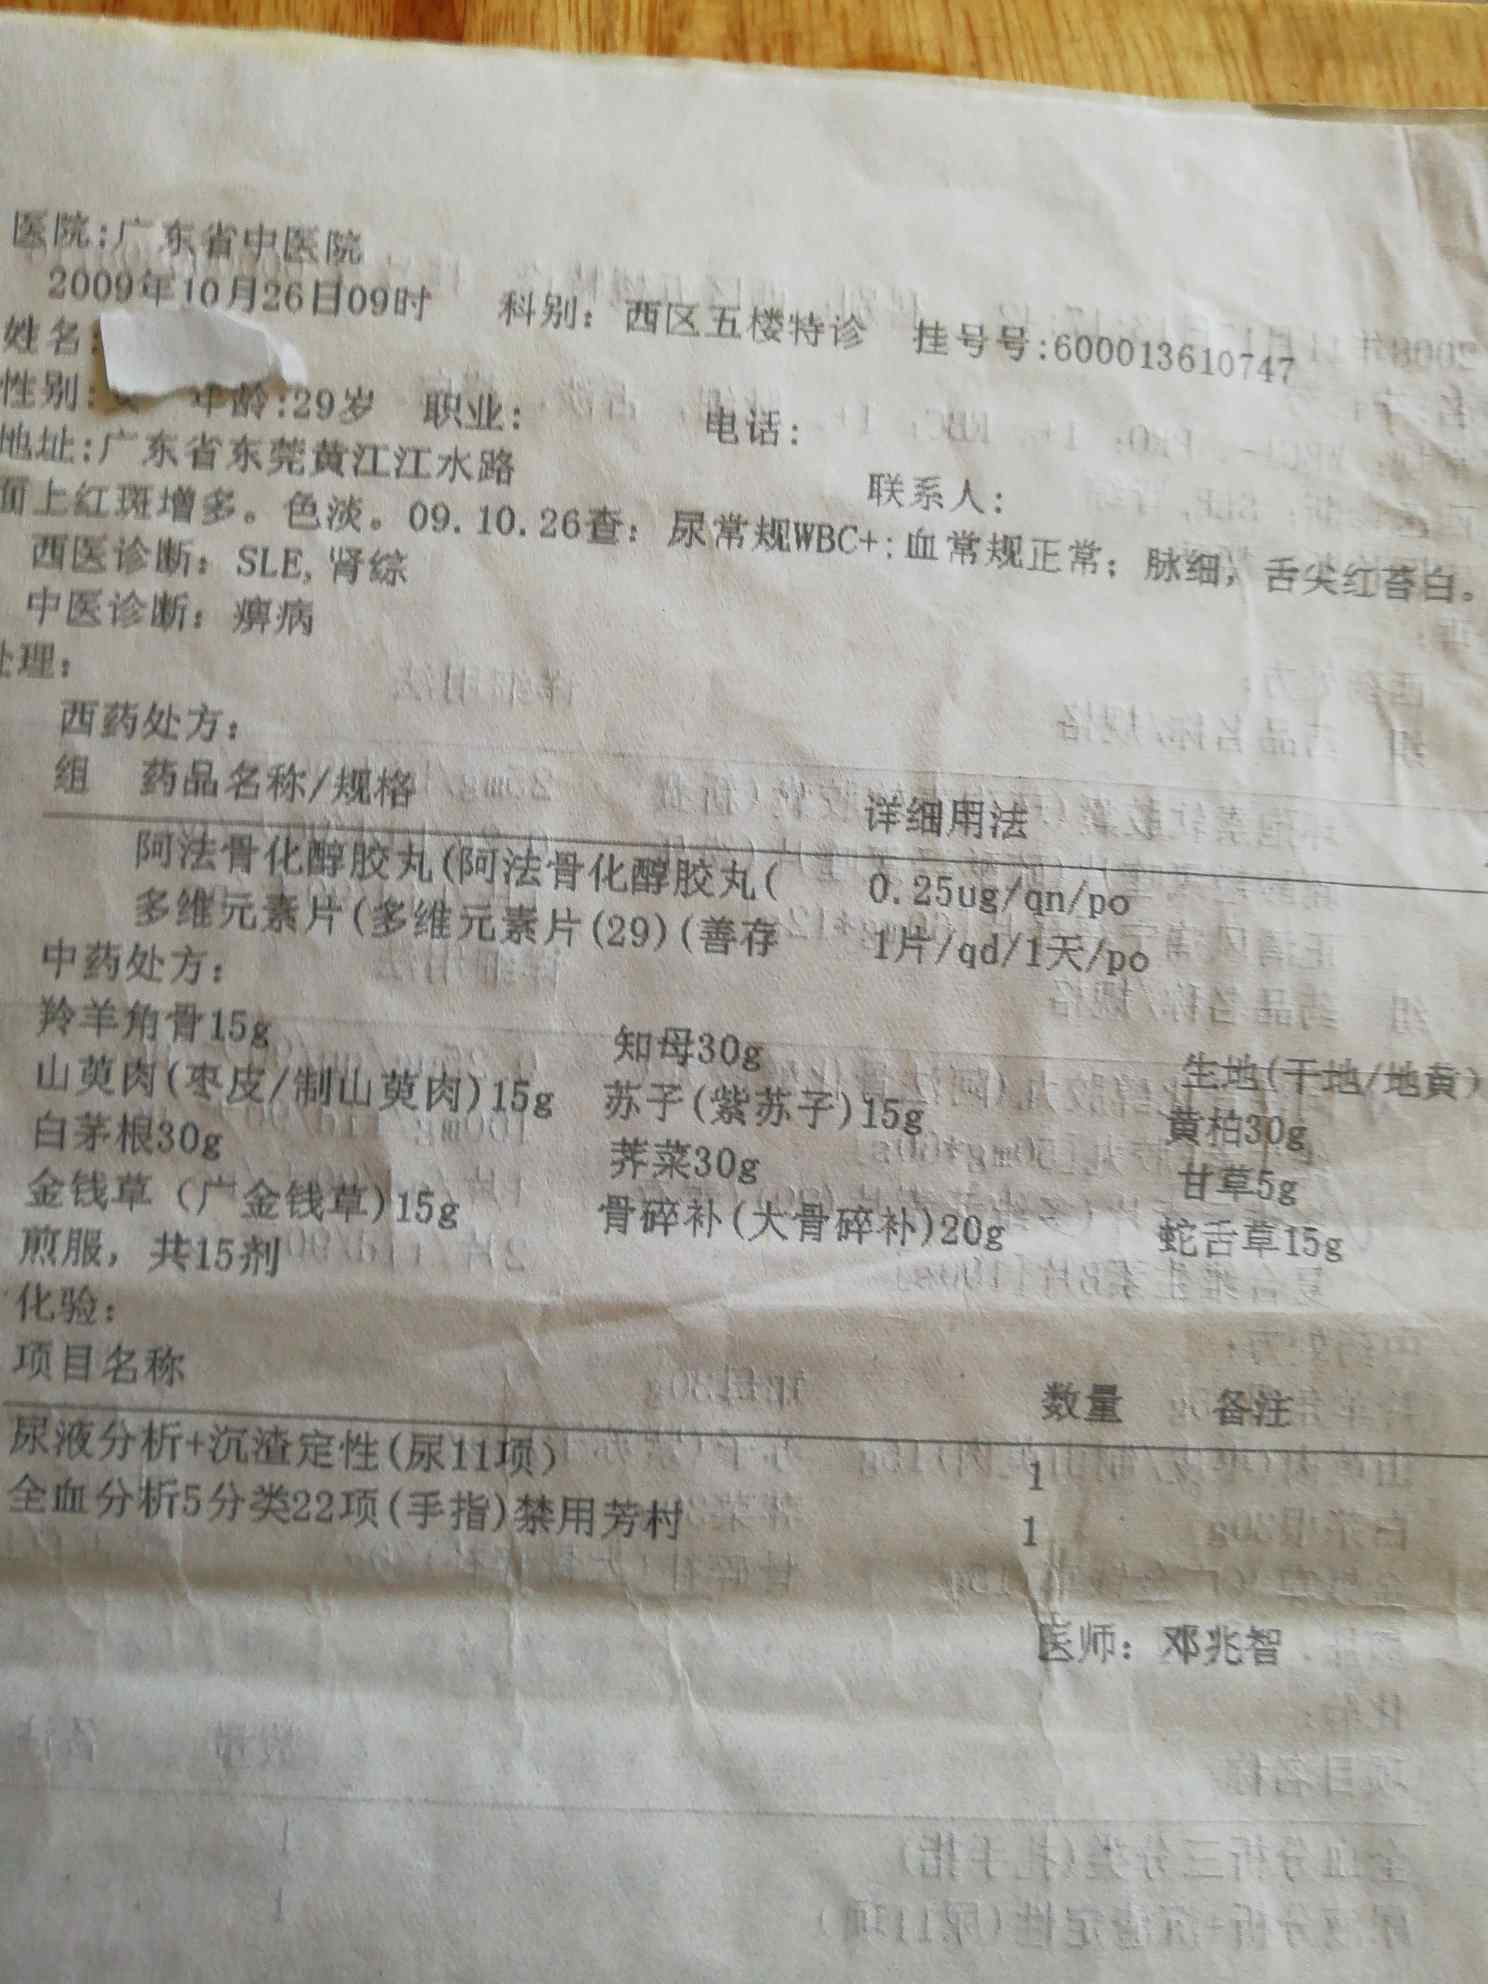 医院:广东省中医院
2009年10月26日09时 科别: 西区五楼特诊 挂号号:600013610747
姓名:
性别: 年龄:29岁 职业: 电话:
地址:广东省东莞黄江江水路 联系人:
面上红斑增多。色淡。09.10.26查: 尿常规WBC+:血常规正常; 脉细, 舌尖红苔白。
西医诊断: SLE,肾综
中医诊断: 痹病
处理:
西药处方:
组 药品名称/规格 详细用法
阿法骨化醇胶丸(阿法骨化醇胶丸( 0.25ug/qn/po
多维元素片(多维元素片(29)(善存 1片/qd/1天/po
中药处方:
羚羊角骨15g 知母30g 生地(干地/地黄)
山萸肉(枣皮/制山萸肉)15g 苏子(紫苏子)15g 黄柏30g
白茅根30g 荠菜30g 甘草5g
金钱草 (广金钱草)15g 骨碎补(大骨碎补)20g 蛇舌草15g
煎服, 共15剂
化验:
项目名称 数量 备注
尿液分析+沉渣定性(尿11项) 1
全血分析5分类22项(手指)禁用芳村 1
医师: 邓兆智